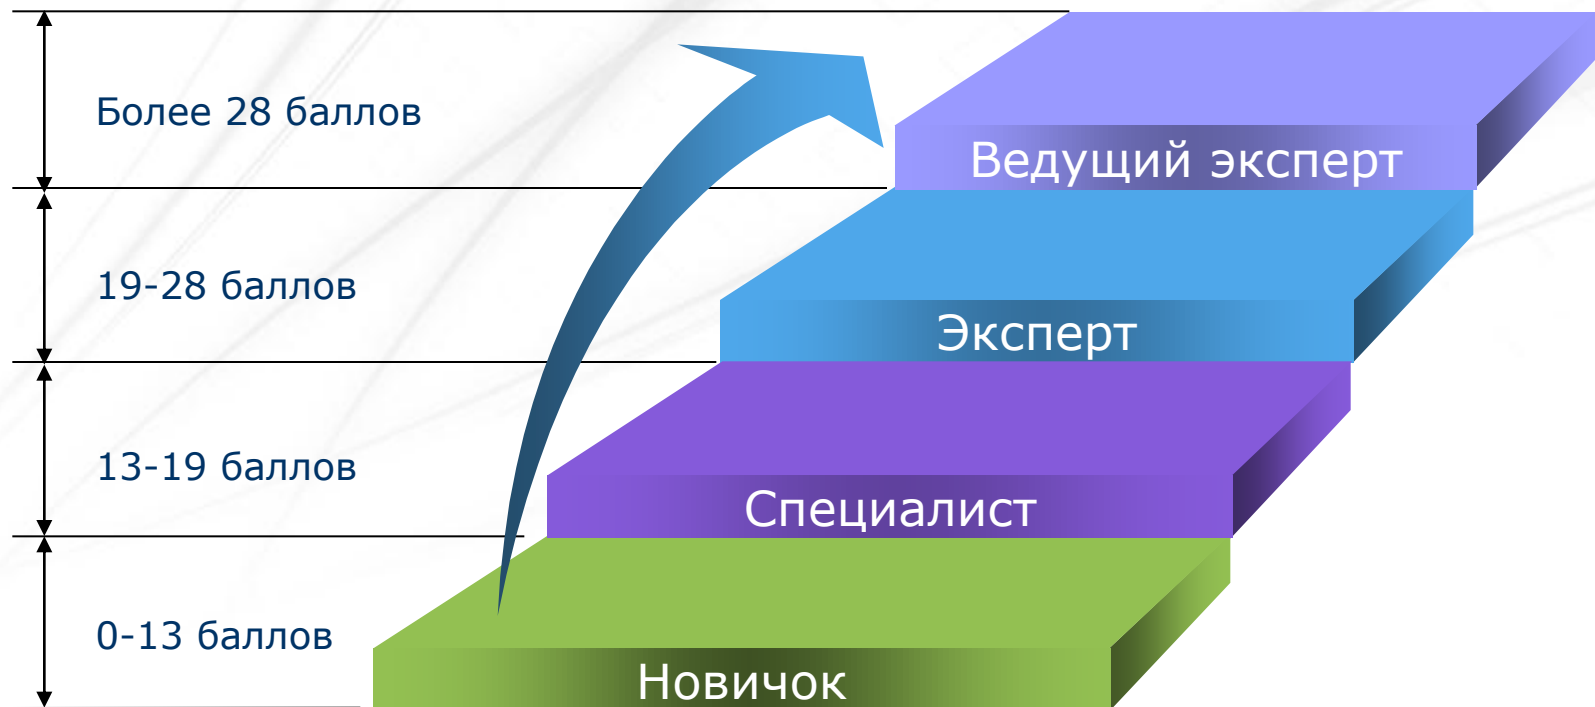 Более 28 баллов
Ведущий эксперт
19-28 баллов
Эксперт
13-19 баллов
Специалист
0-13 баллов
Новичок